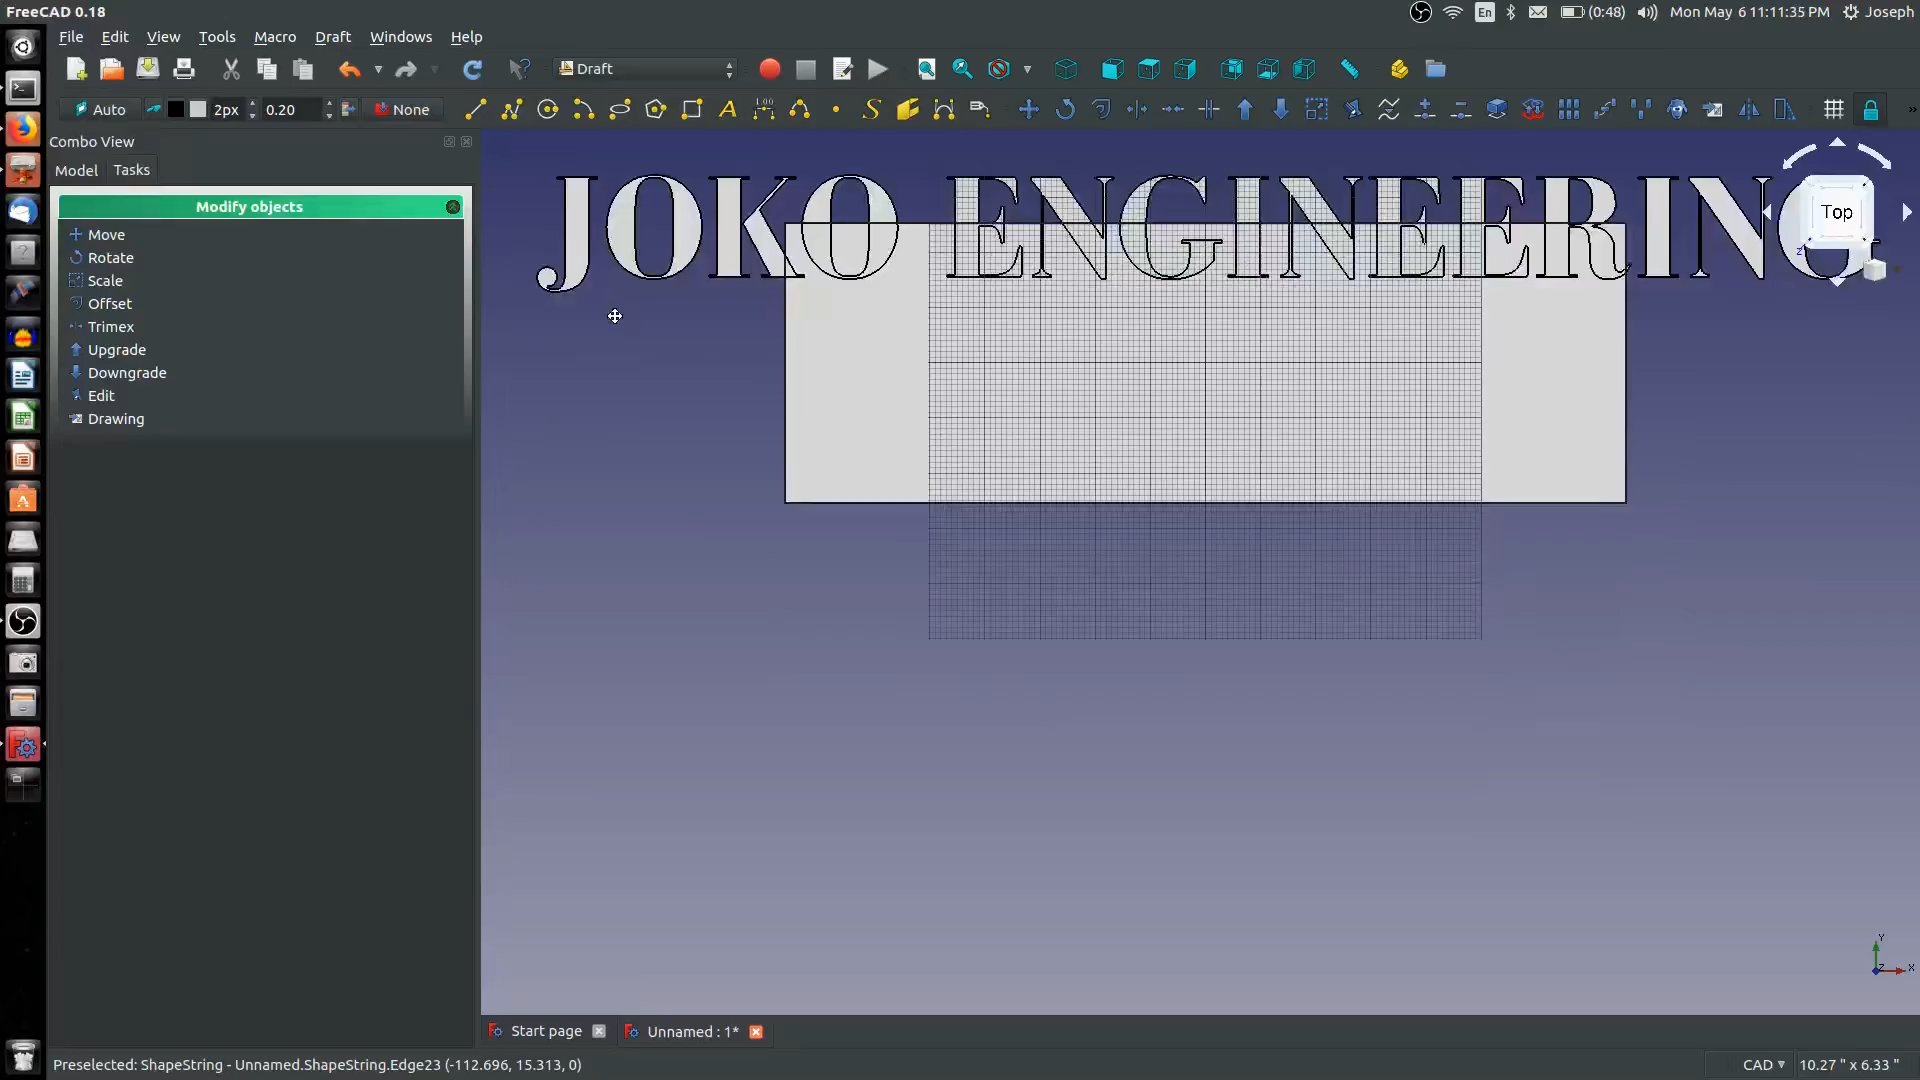 FreeCAD 0.18
En (0:48) Mon May 6 11:11:35 PM Joseph
File Edit View Tools Macro Draft Windows Help
Draft
Auto 2px 0.20 None
Combo View
Model Tasks
Modify objects
Move
Rotate
Scale
Offset
Trimex
Upgrade
Downgrade
Edit
Drawing
JOKO ENGINEERING
Top
Z
Y
Z X
Start page Unnamed : 1*
Preselected: ShapeString - Unnamed.ShapeString.Edge23 (-112.696, 15.313, 0) CAD 10.27 " x 6.33 "